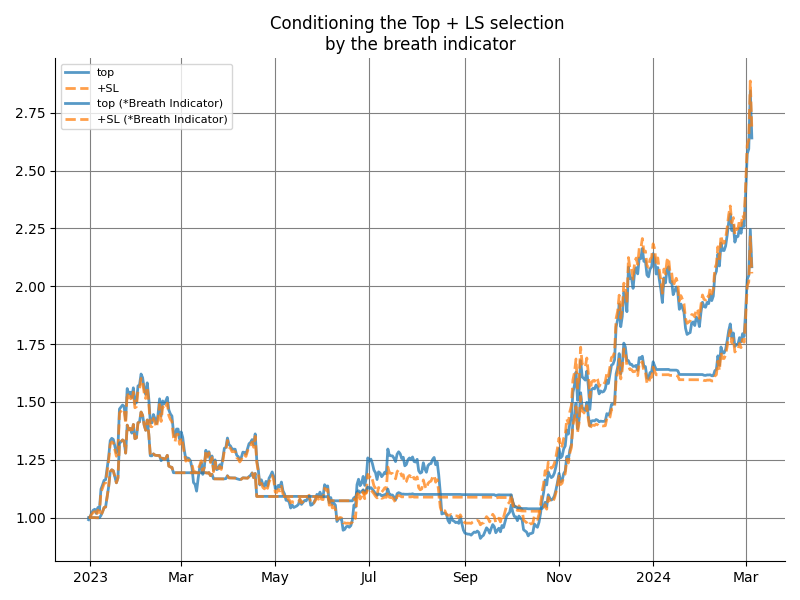 Conditioning the Top + LS selection
by the breath indicator
top
+SL
top (*Breath Indicator)
+SL (*Breath Indicator)
2.75
2.50
2.25
2.00
1.75
1.50
1.25
1.00
2023 Mar May Jul Sep Nov 2024 Mar